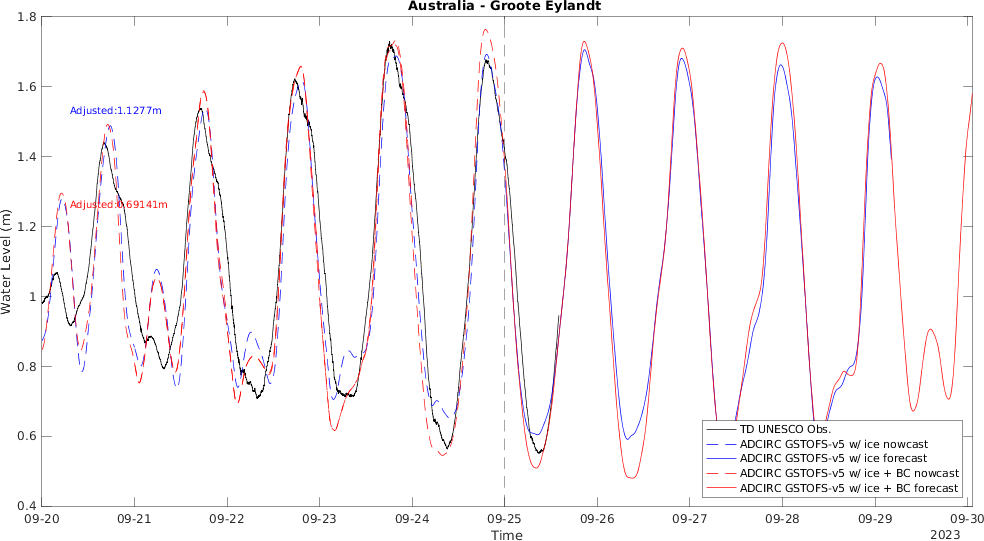 Australia - Groote Eylandt
1.8
1.6
1.4
1.2
1
0.8
0.6
0.4
Water Level (m)
Adjusted:1.1277m
Adjusted:0.69141m
TD UNESCO Obs.
ADCIRC GSTOFS-v5 w/ ice nowcast
ADCIRC GSTOFS-v5 w/ ice forecast
ADCIRC GSTOFS-v5 w/ ice + BC nowcast
ADCIRC GSTOFS-v5 w/ ice + BC forecast
09-20 09-21 09-22 09-23 09-24 09-25 09-26 09-27 09-28 09-29 09-30
Time
2023